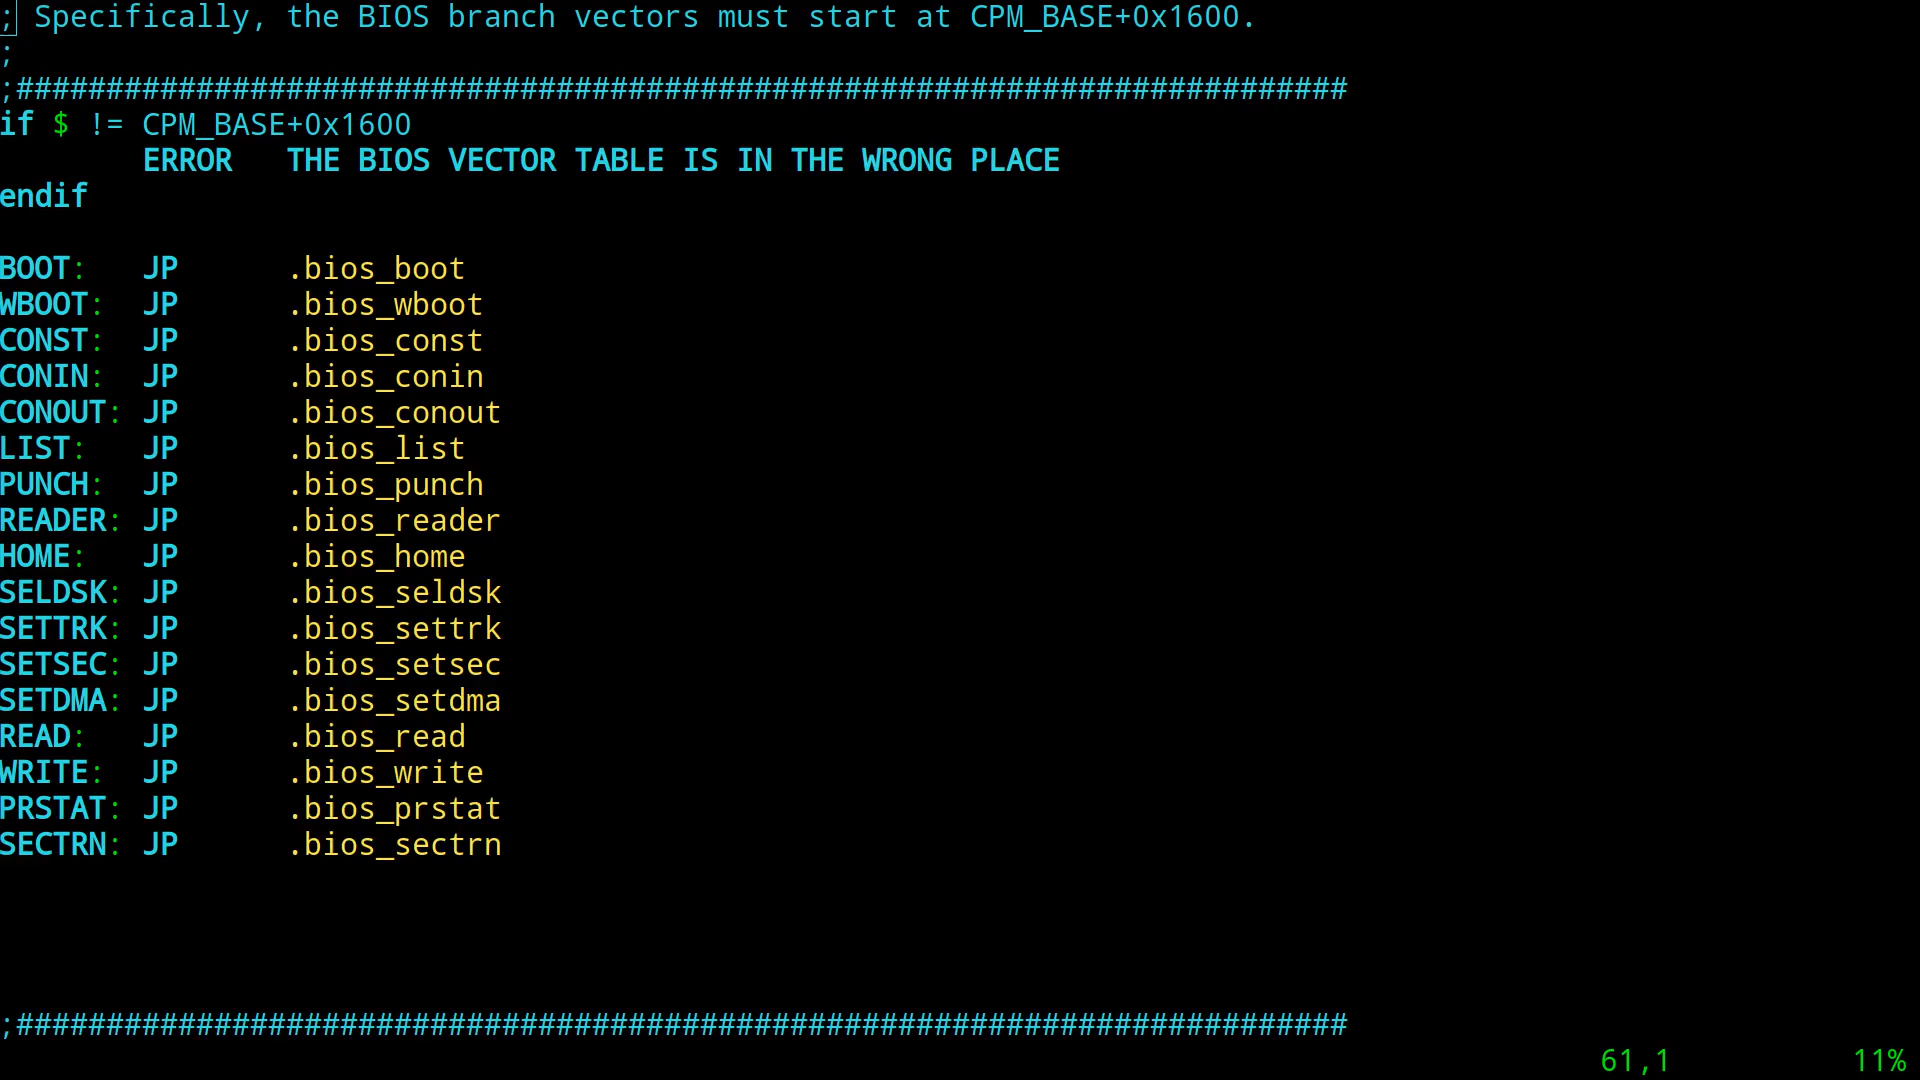 ; Specifically, the BIOS branch vectors must start at CPM_BASE+0x1600.
;
;##########################################################################
if $ != CPM_BASE+0x1600
ERROR THE BIOS VECTOR TABLE IS IN THE WRONG PLACE
endif
BOOT: JP .bios_boot
WBOOT: JP .bios_wboot
CONST: JP .bios_const
CONIN: JP .bios_conin
CONOUT: JP .bios_conout
LIST: JP .bios_list
PUNCH: JP .bios_punch
READER: JP .bios_reader
HOME: JP .bios_home
SELDSK: JP .bios_seldsk
SETTRK: JP .bios_settrk
SETSEC: JP .bios_setsec
SETDMA: JP .bios_setdma
READ: JP .bios_read
WRITE: JP .bios_write
PRSTAT: JP .bios_prstat
SECTRN: JP .bios_sectrn
;##########################################################################
61,1 11%